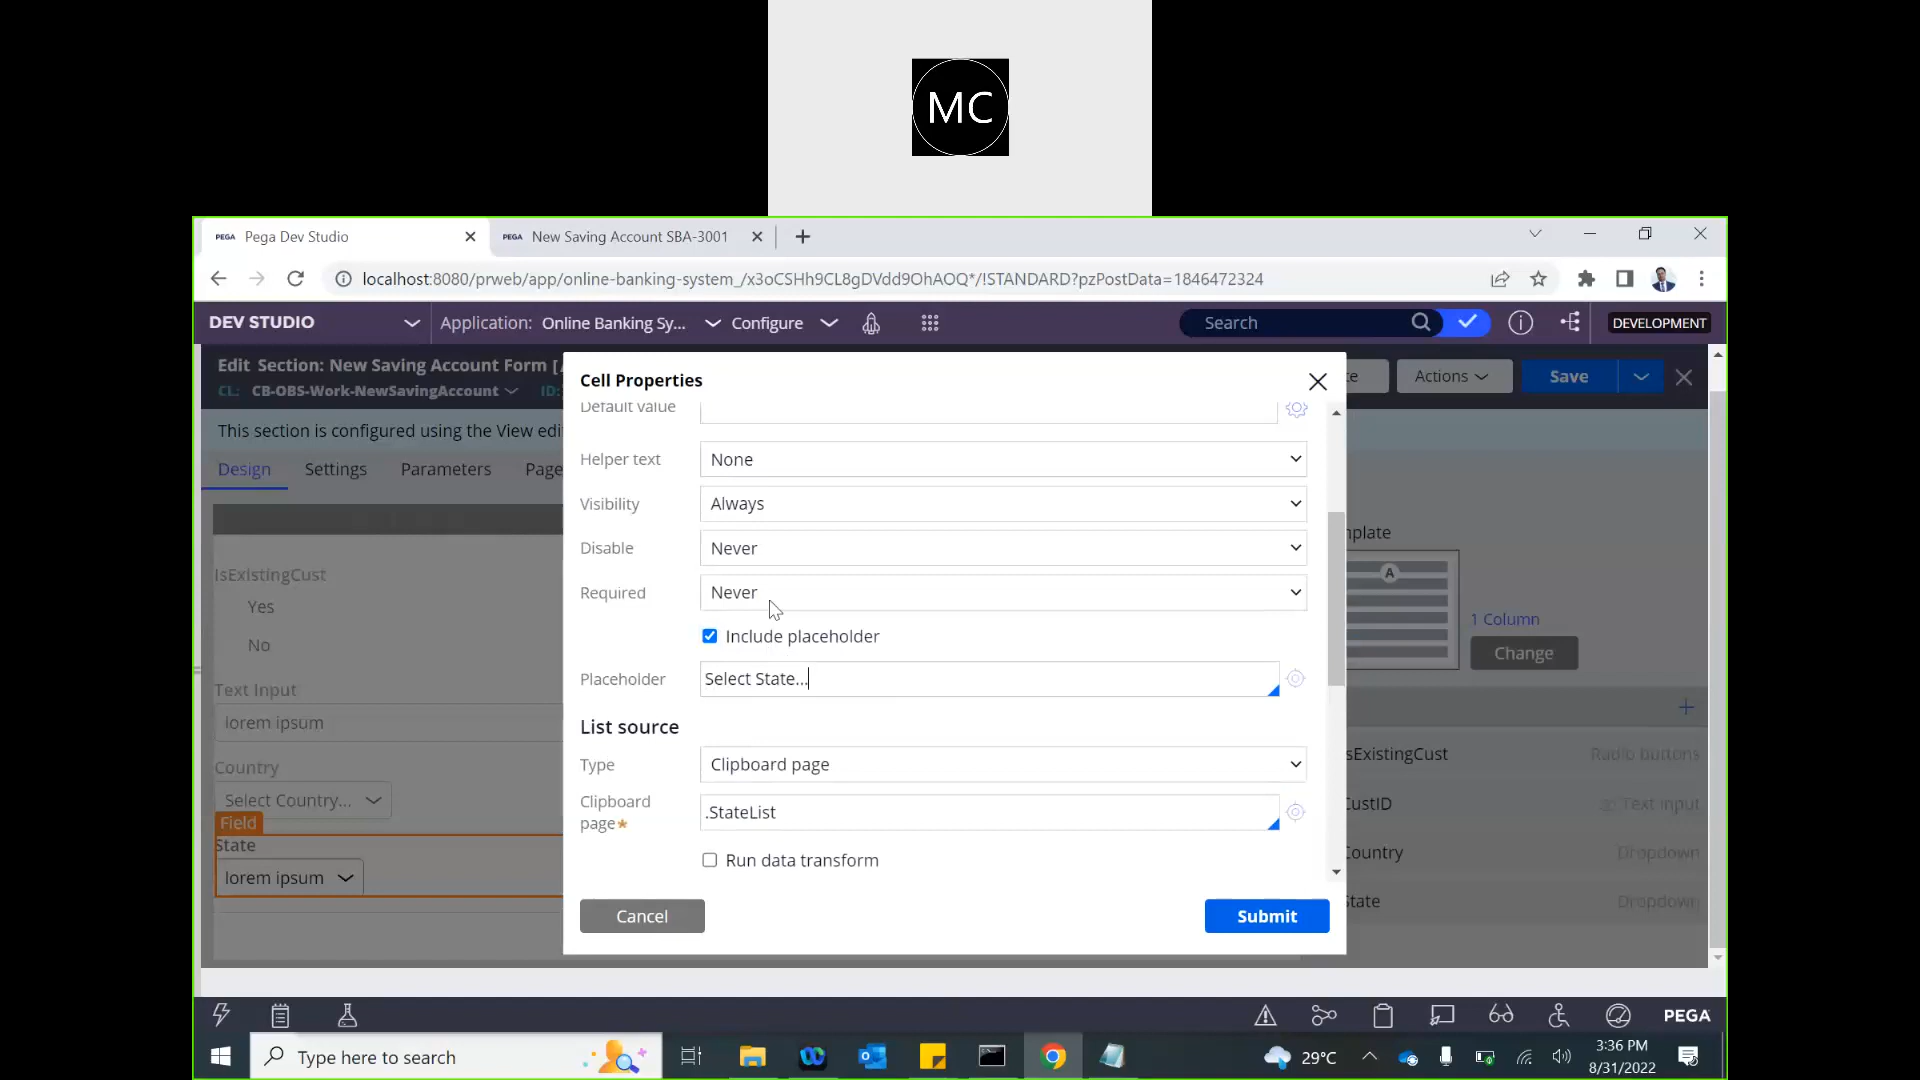 MC
PEGA Pega Dev Studio
PEGA New Saving Account SBA-3001
localhost:8080/prweb/app/online-banking-system_/x3oCSHh9CL8gDVdd9OhAOQ*/!STANDARD?pzPostData=1846472324
DEV STUDIO
Application: Online Banking Sy...
Configure
Search
DEVELOPMENT
Edit Section: New Saving Account Form [
CL: CB-OBS-Work-NewSavingAccount
ID:
Actions
Save
This section is configured using the View edi
Design
Settings
Parameters
Page
Cell Properties
Default value
Helper text None
Visibility Always
Disable Never
Required Never
Include placeholder
Placeholder Select State...
List source
Type Clipboard page
Clipboard page★ .StateList
Run data transform
Cancel
Submit
IsExistingCust
Yes
No
Text Input
lorem ipsum
Country
Select Country...
Field
State
lorem ipsum
mplate
A
1 Column
Change
sExistingCust Radio buttons
CustID Text input
Country Dropdown
State Dropdown
PEGA
Type here to search
29°C
3:36 PM
8/31/2022